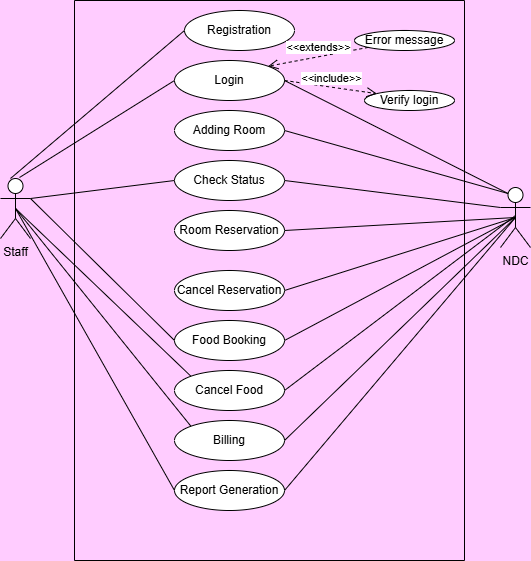 Registration
Error message
<<extends>>
Login
<<include>>
Verify login
Adding Room
Check Status
Room Reservation
Staff
NDC
Cancel Reservation
Food Booking
Cancel Food
Billing
Report Generation